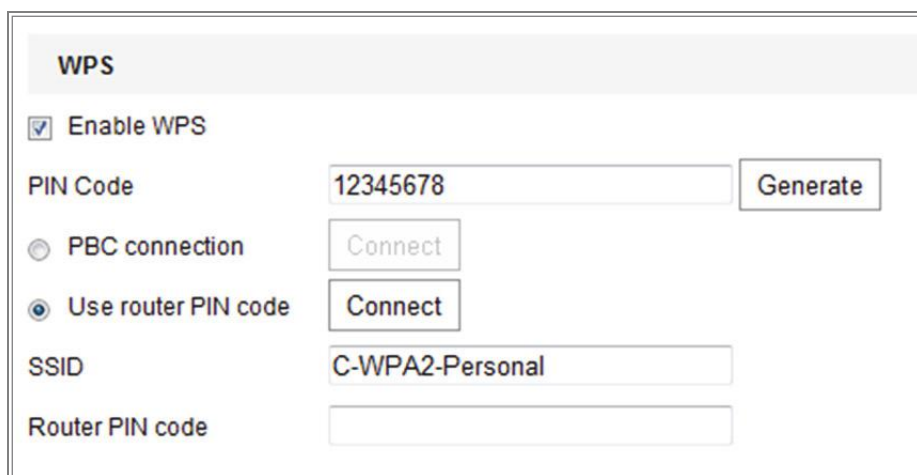 WPS
Enable WPS
PIN Code 12345678 Generate
PBC connection Connect
Use router PIN code Connect
SSID C-WPA2-Personal
Router PIN code